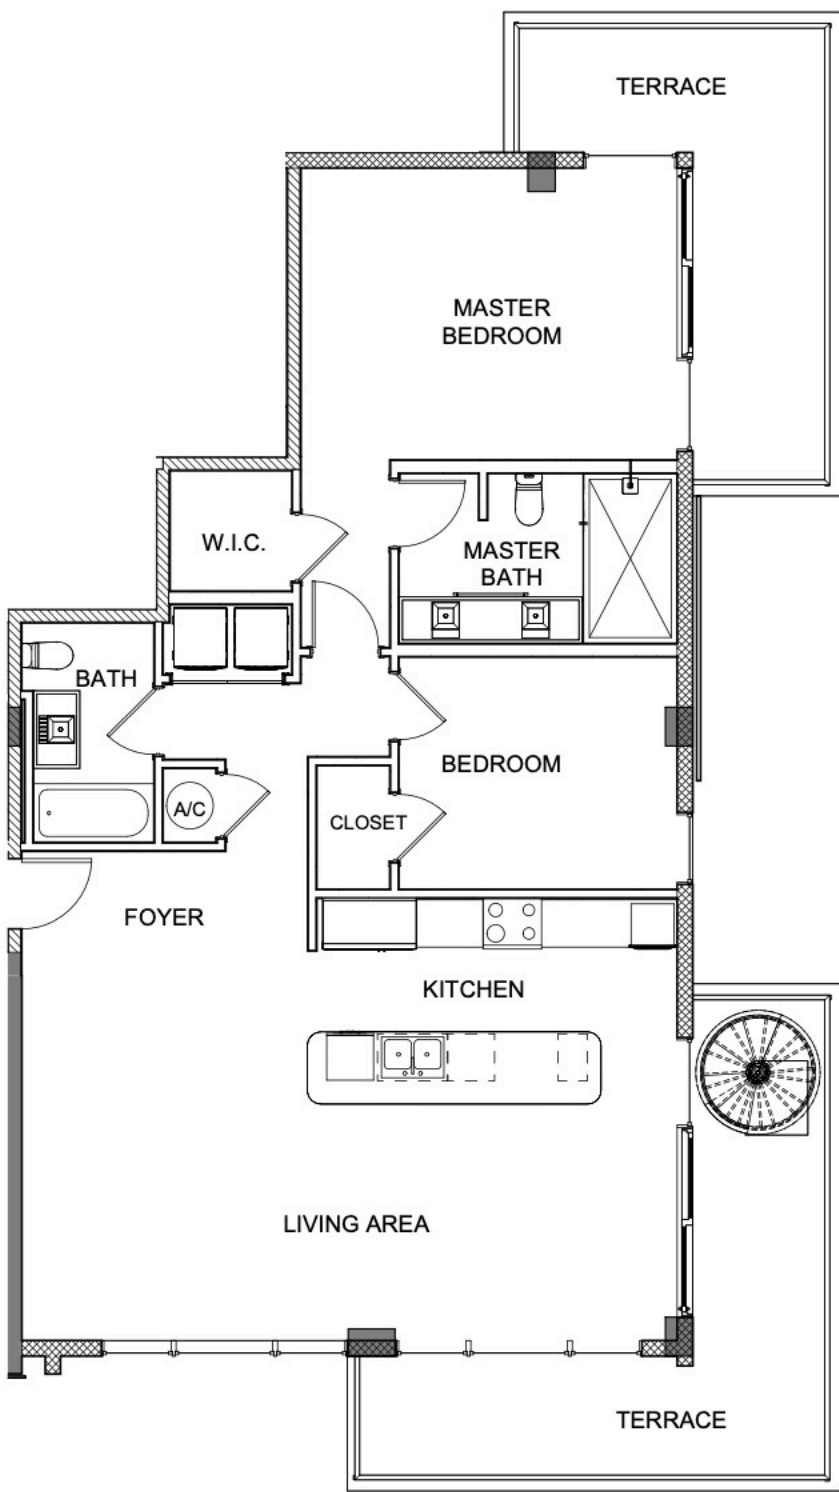 TERRACE
MASTER
BEDROOM
W.I.C.
MASTER
BATH
BATH
BEDROOM
A/C
CLOSET
FOYER
KITCHEN
LIVING AREA
TERRACE